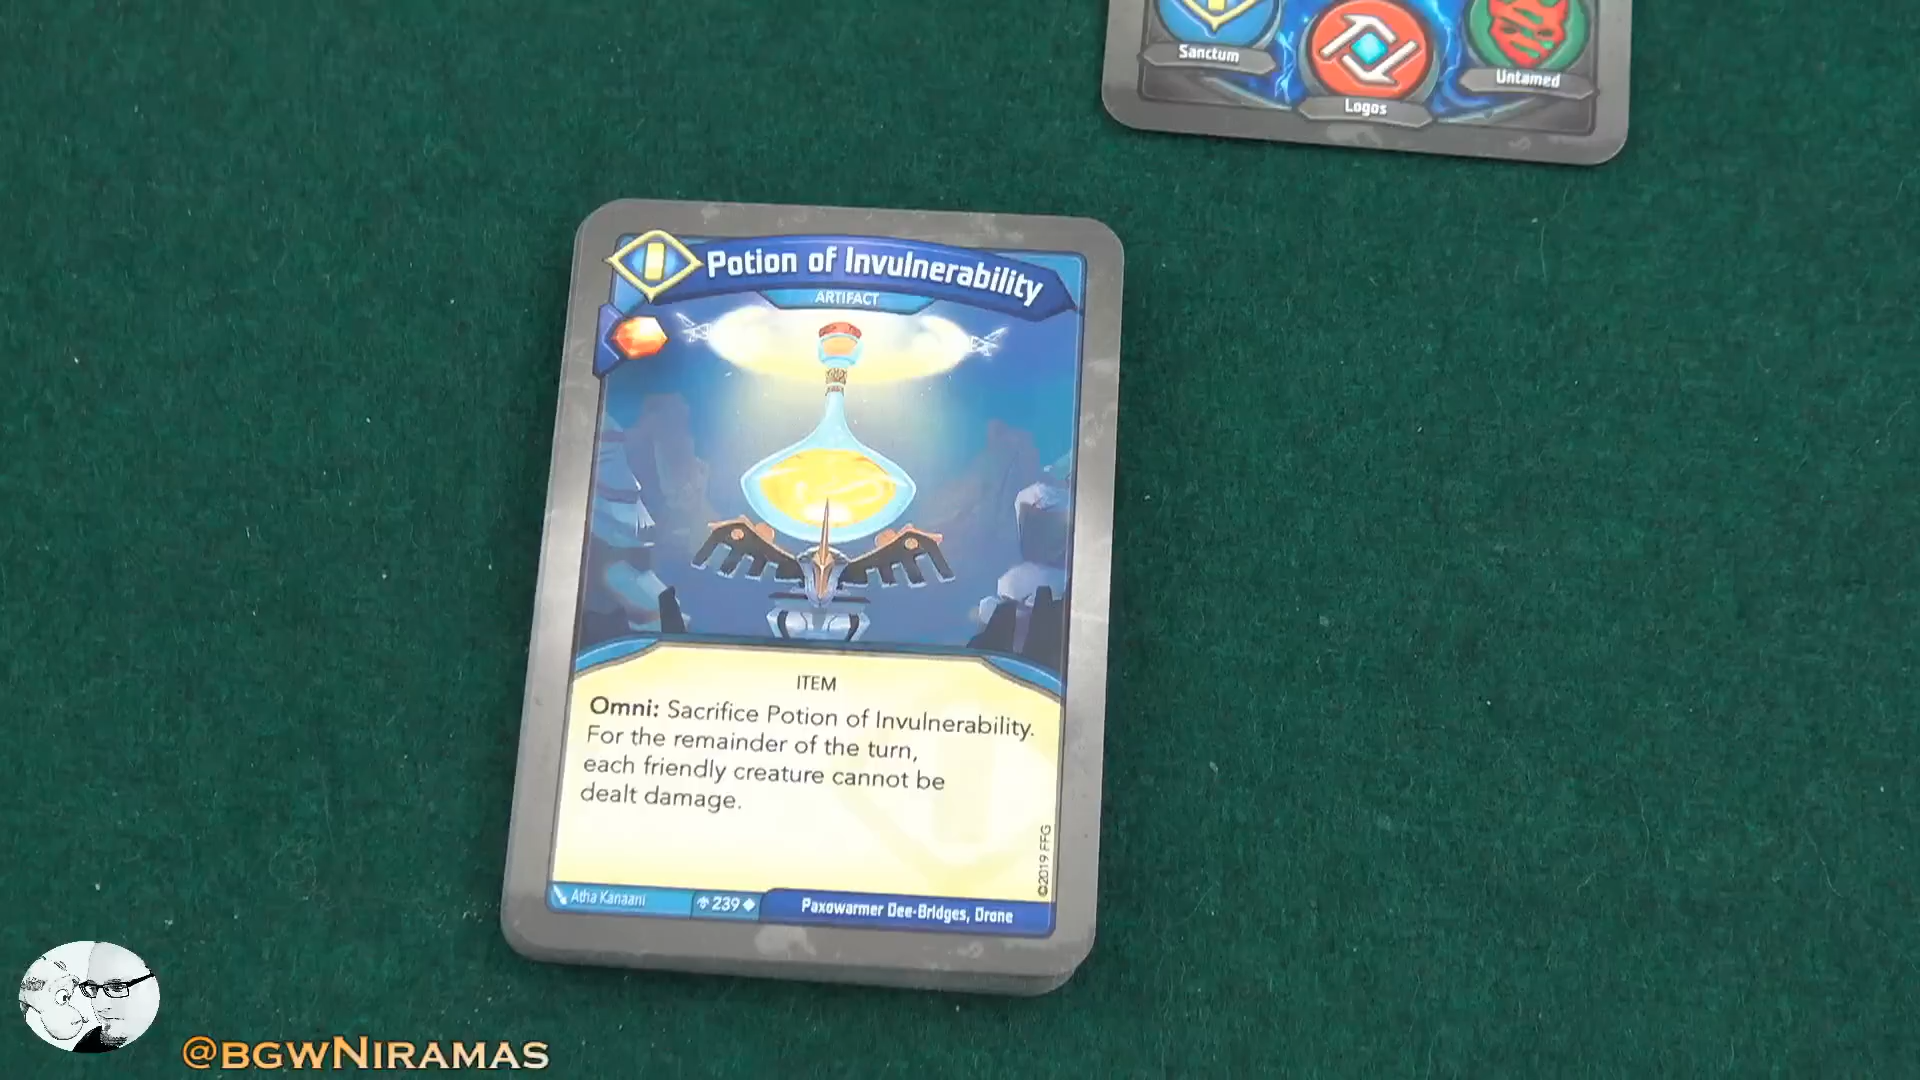 Sanctum
Logos
Untamed
Potion of Invulnerability
ARTIFACT
ITEM
Omni: Sacrifice Potion of Invulnerability.
For the remainder of the turn,
each friendly creature cannot be
dealt damage.
©2019 FFG
Atha Kanaani
239
Paxowarmer Dee-Bridges, Drone
@BGWNIRAMAS